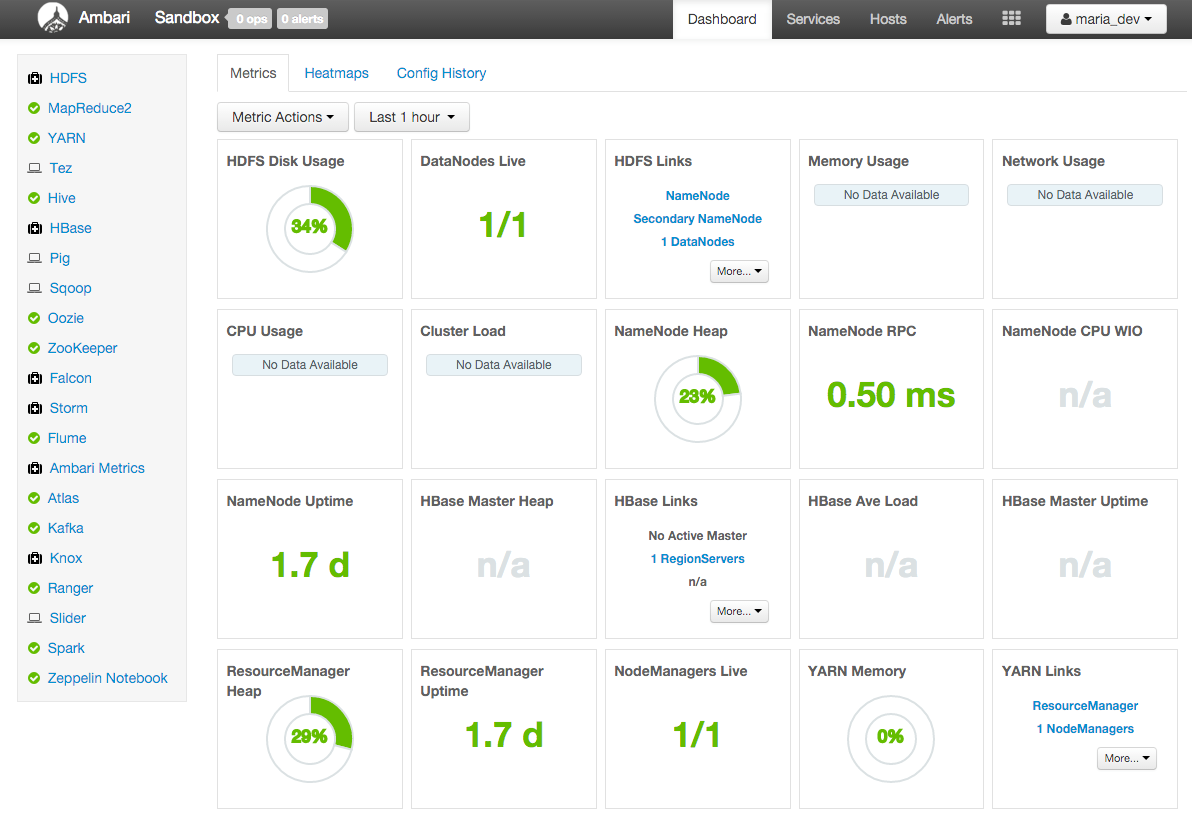 Ambari Sandbox 0 ops 0 alerts Dashboard Services Hosts Alerts maria_dev
HDFS
MapReduce2
YARN
Tez
Hive
HBase
Pig
Sqoop
Oozie
ZooKeeper
Falcon
Storm
Flume
Ambari Metrics
Atlas
Kafka
Knox
Ranger
Slider
Spark
Zeppelin Notebook
Metrics Heatmaps Config History
Metric Actions Last 1 hour
HDFS Disk Usage
34%
DataNodes Live
1/1
HDFS Links
NameNode
Secondary NameNode
1 DataNodes
More...
Memory Usage
No Data Available
Network Usage
No Data Available
CPU Usage
No Data Available
Cluster Load
No Data Available
NameNode Heap
23%
NameNode RPC
0.50 ms
NameNode CPU WIO
n/a
NameNode Uptime
1.7 d
HBase Master Heap
n/a
HBase Links
No Active Master
1 RegionServers
n/a
More...
HBase Ave Load
n/a
HBase Master Uptime
n/a
ResourceManager
Heap
29%
ResourceManager
Uptime
1.7 d
NodeManagers Live
1/1
YARN Memory
0%
YARN Links
ResourceManager
1 NodeManagers
More...